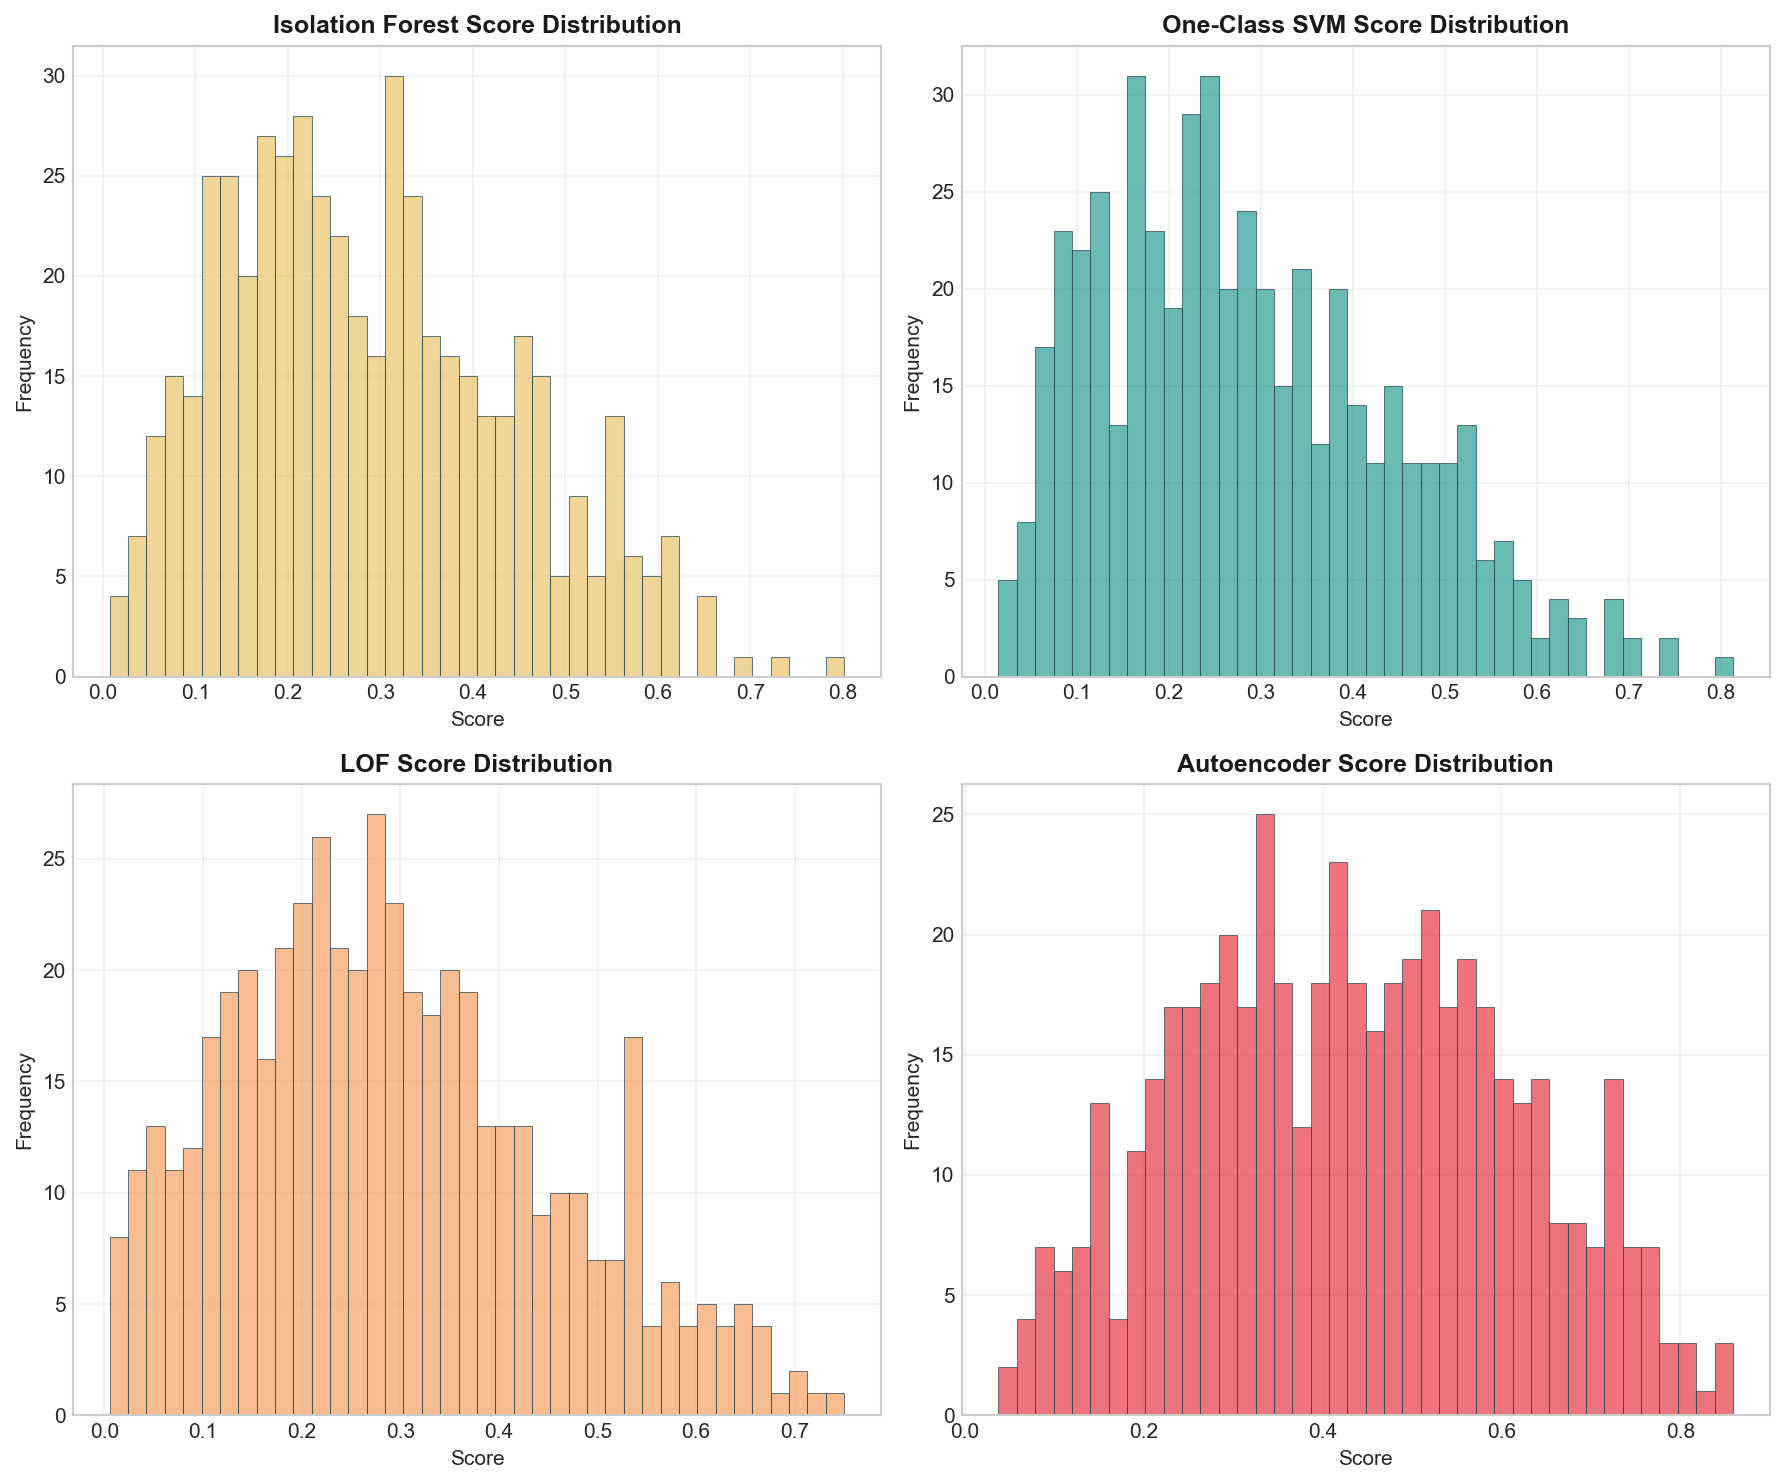 Isolation Forest Score Distribution
Frequency
30
25
20
15
10
5
0
0.0 0.1 0.2 0.3 0.4 0.5 0.6 0.7 0.8
Score
One-Class SVM Score Distribution
Frequency
30
25
20
15
10
5
0
0.0 0.1 0.2 0.3 0.4 0.5 0.6 0.7 0.8
Score
LOF Score Distribution
Frequency
25
20
15
10
5
0
0.0 0.1 0.2 0.3 0.4 0.5 0.6 0.7
Score
Autoencoder Score Distribution
Frequency
25
20
15
10
5
0
0.0 0.2 0.4 0.6 0.8
Score